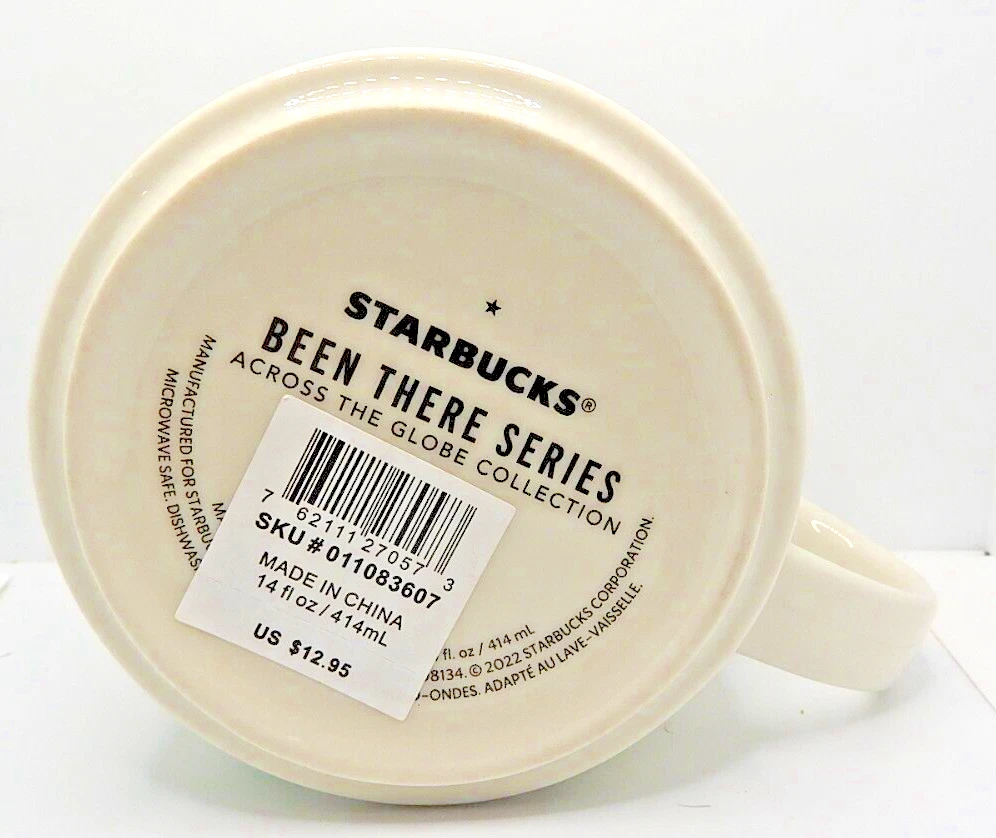 STARBUCKS®
BEEN THERE SERIES
ACROSS THE GLOBE COLLECTION
7 62111 27057 3
SKU # 011083607
MADE IN CHINA
14 fl oz / 414mL
US $12.95
MANUFACTURED FOR
MICROWAVE SAFE.
fl. oz / 414 mL
8134. © 2022 STARBUCKS CORPORATION.
-ONDES. ADAPTÉ AU LAVE-VAISSELLE.